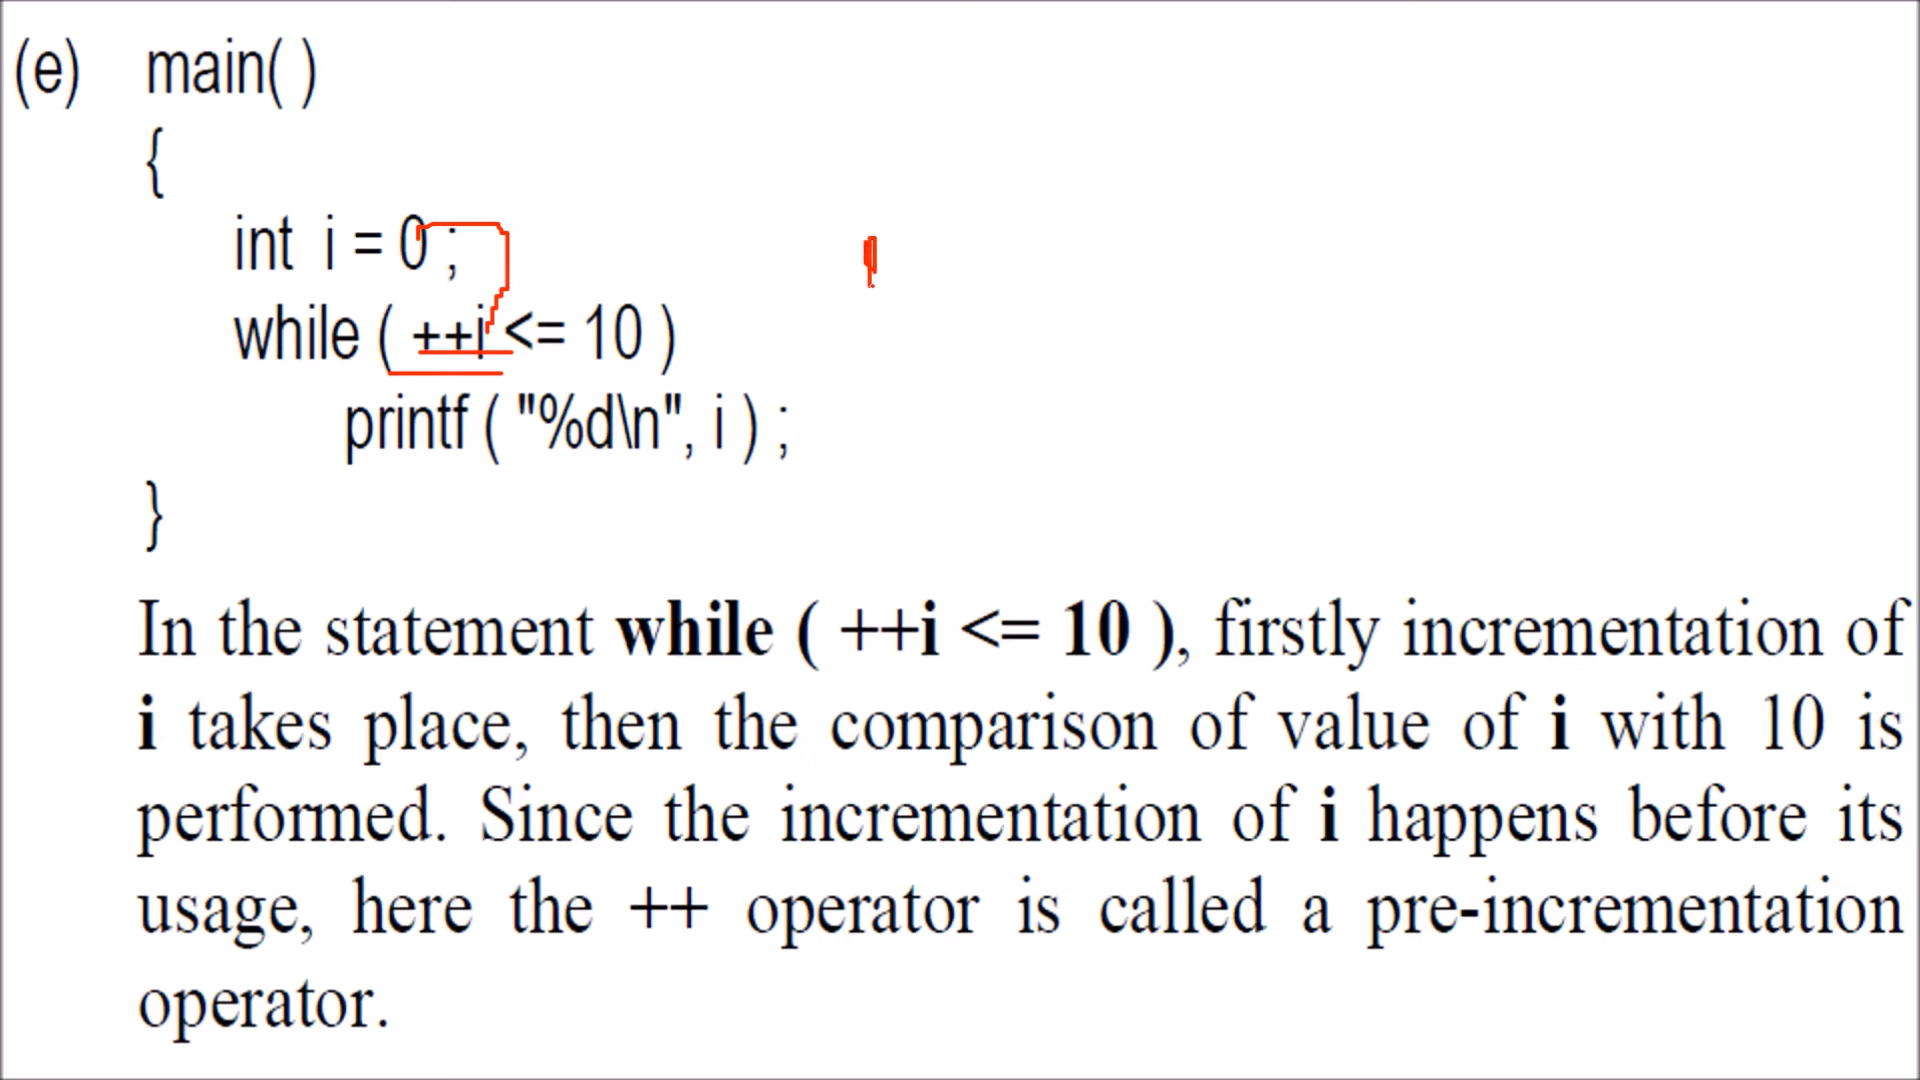 (e) main( )
{
int i = 0 ;
while ( ++i <= 10 )
printf ( "%d\n", i ) ;
}
In the statement while ( ++i <= 10 ), firstly incrementation of
i takes place, then the comparison of value of i with 10 is
performed. Since the incrementation of i happens before its
usage, here the ++ operator is called a pre-incrementation
operator.